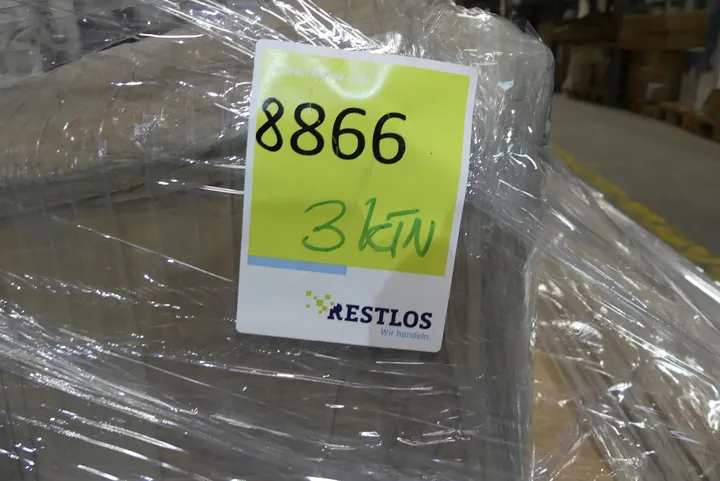 8866
3 KTN
RESTLOS
Wir handeln.